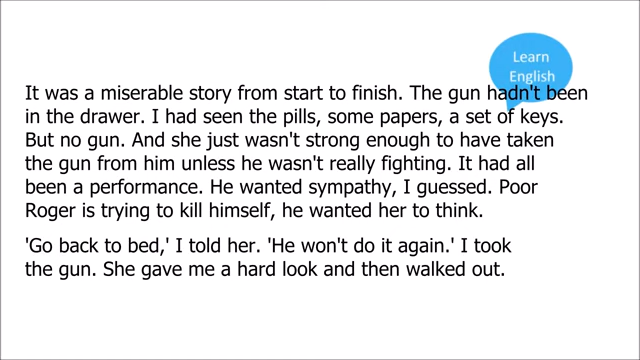 Learn
English
It was a miserable story from start to finish. The gun hadn't been
in the drawer. I had seen the pills, some papers, a set of keys.
But no gun. And she just wasn't strong enough to have taken
the gun from him unless he wasn't really fighting. It had all
been a performance. He wanted sympathy, I guessed. Poor
Roger is trying to kill himself, he wanted her to think.
'Go back to bed,' I told her. 'He won't do it again.' I took
the gun. She gave me a hard look and then walked out.